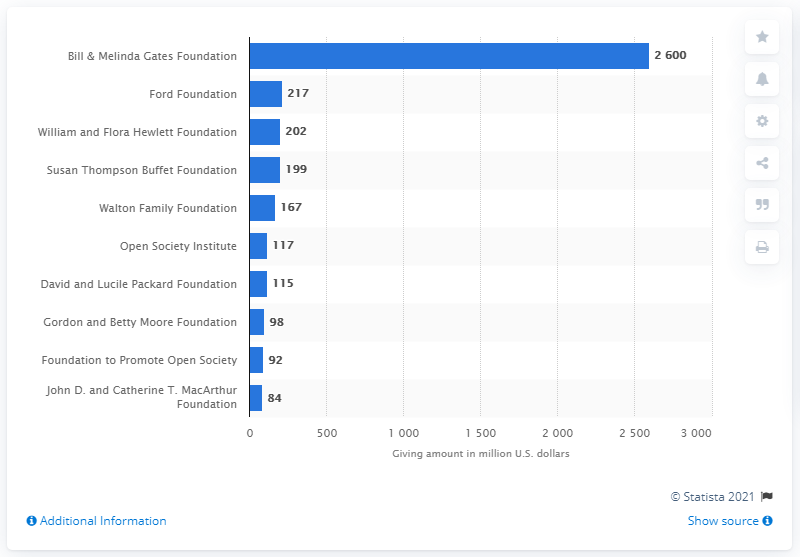 Bill & Melinda Gates Foundation 2 600
Ford Foundation 217
William and Flora Hewlett Foundation 202
Susan Thompson Buffet Foundation 199
Walton Family Foundation 167
Open Society Institute 117
David and Lucile Packard Foundation 115
Gordon and Betty Moore Foundation 98
Foundation to Promote Open Society 92
John D. and Catherine T. MacArthur
Foundation 84
0 500 1 000 1 500 2 000 2 500 3 000
Giving amount in million U.S. dollars
© Statista 2021
Additional Information Show source